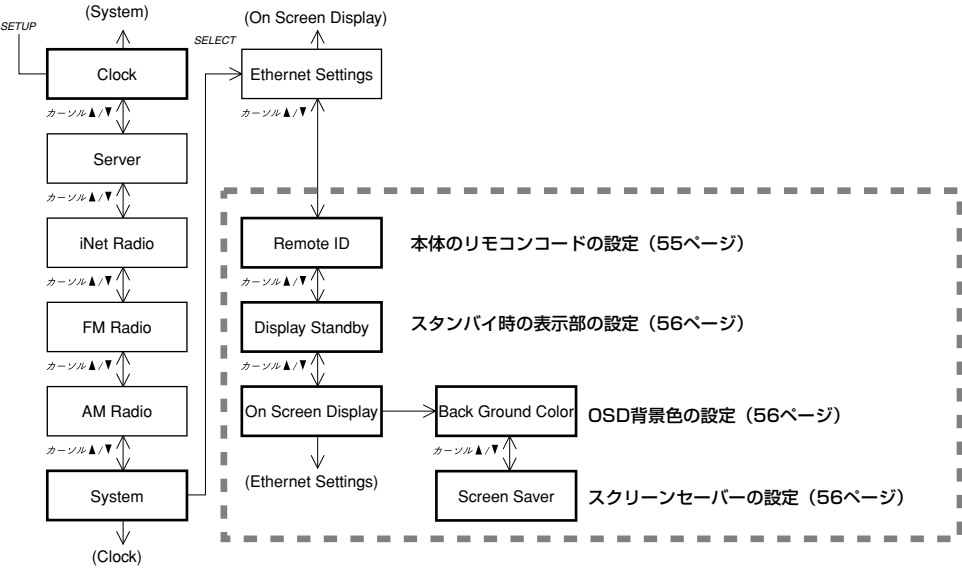 SETUP
(System)
Clock
カーソル▲/▼
Server
カーソル▲/▼
iNet Radio
カーソル▲/▼
FM Radio
カーソル▲/▼
AM Radio
カーソル▲/▼
System
(Clock)
SELECT
(On Screen Display)
Ethernet Settings
カーソル▲/▼
Remote ID
本体のリモコンコードの設定（55ページ）
カーソル▲/▼
Display Standby
スタンバイ時の表示部の設定（56ページ）
カーソル▲/▼
On Screen Display
(Ethernet Settings)
Back Ground Color
OSD背景色の設定（56ページ）
カーソル▲/▼
Screen Saver
スクリーンセーバーの設定（56ページ）